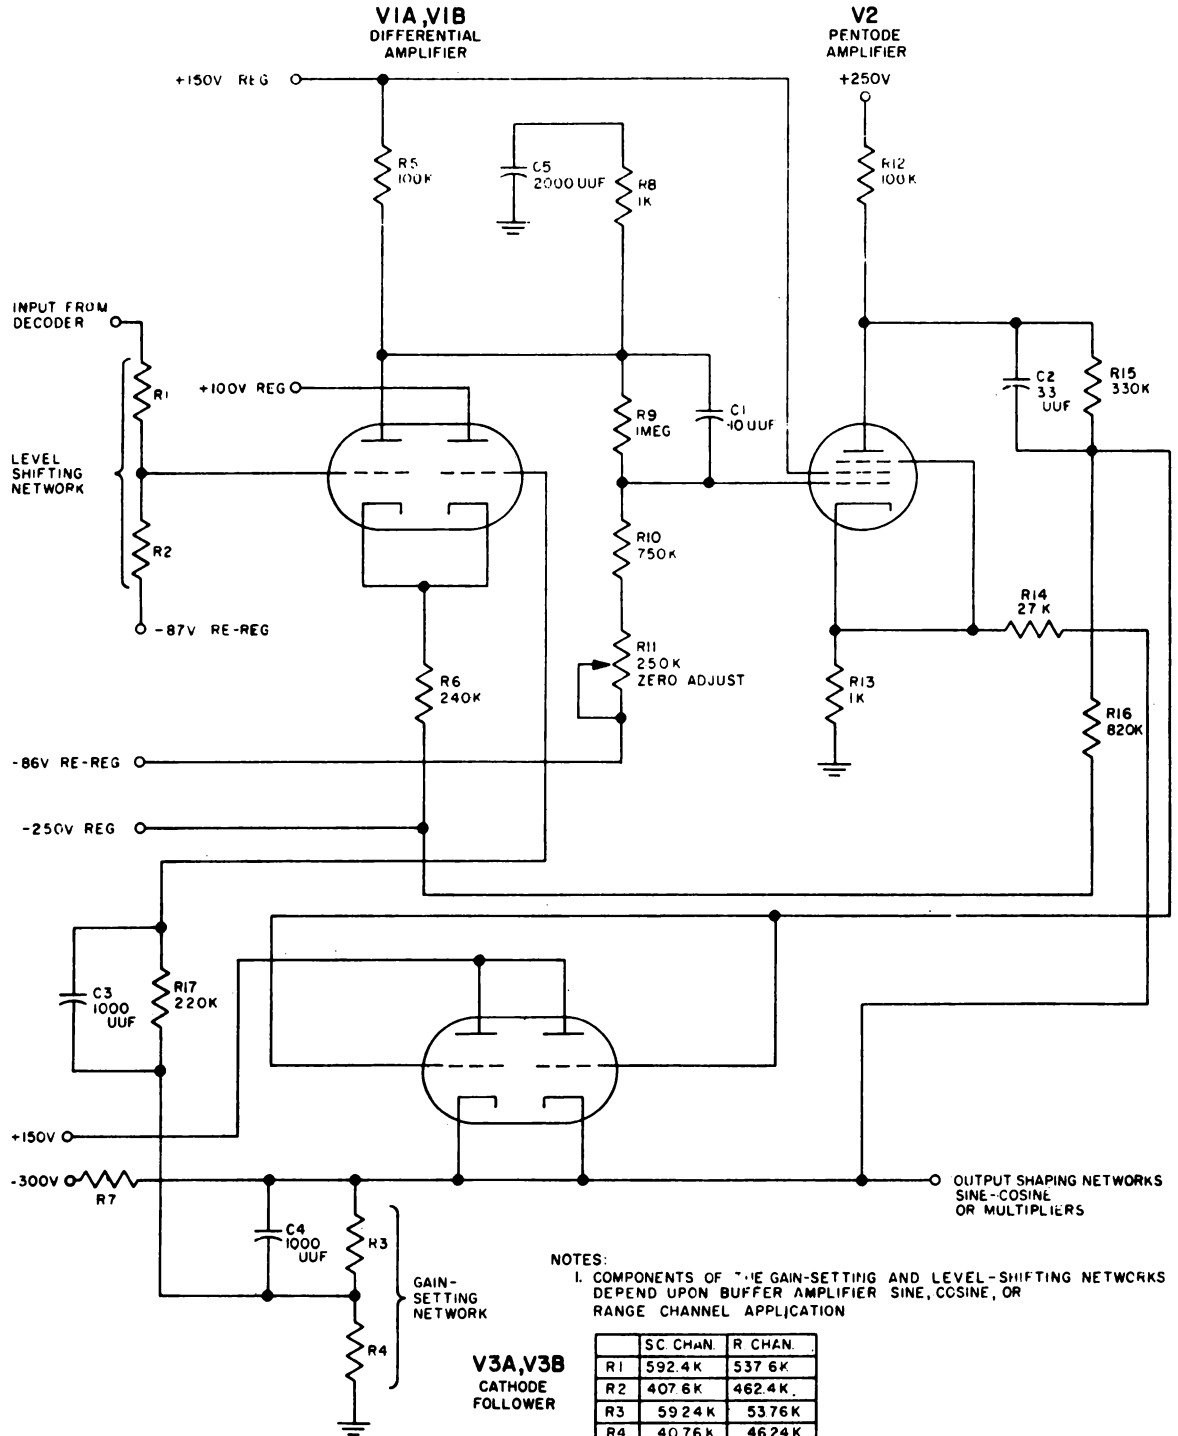 V1A,V1B
DIFFERENTIAL
AMPLIFIER
V2
PENTODE
AMPLIFIER
+250V
+150V REG
R5
100K
C5
2000UUF
R8
1K
R12
100K
INPUT FROM
DECODER
R1
+100V REG
LEVEL
SHIFTING
NETWORK
R2
-87V RE-REG
R9
1MEG
C1
10UUF
C2
33
UUF
R15
330K
R10
750K
R14
27K
R11
250K
ZERO ADJUST
R6
240K
R13
1K
R16
820K
-86V RE-REG
-250V REG
C3
1000
UUF
R17
220K
+150V
-300V
R7
OUTPUT SHAPING NETWORKS
SINE-COSINE
OR MULTIPLIERS
C4
1000
UUF
R3
R4
GAIN-
SETTING
NETWORK
NOTES:
1. COMPONENTS OF THE GAIN-SETTING AND LEVEL-SHIFTING NETWORKS
DEPEND UPON BUFFER AMPLIFIER SINE, COSINE, OR
RANGE CHANNEL APPLICATION
V3A,V3B
CATHODE
FOLLOWER
SC. CHAN. R CHAN.
R1 592.4K 537.6K
R2 407.6K 462.4K
R3 59.24K 53.76K
R4 40.76K 46.24K